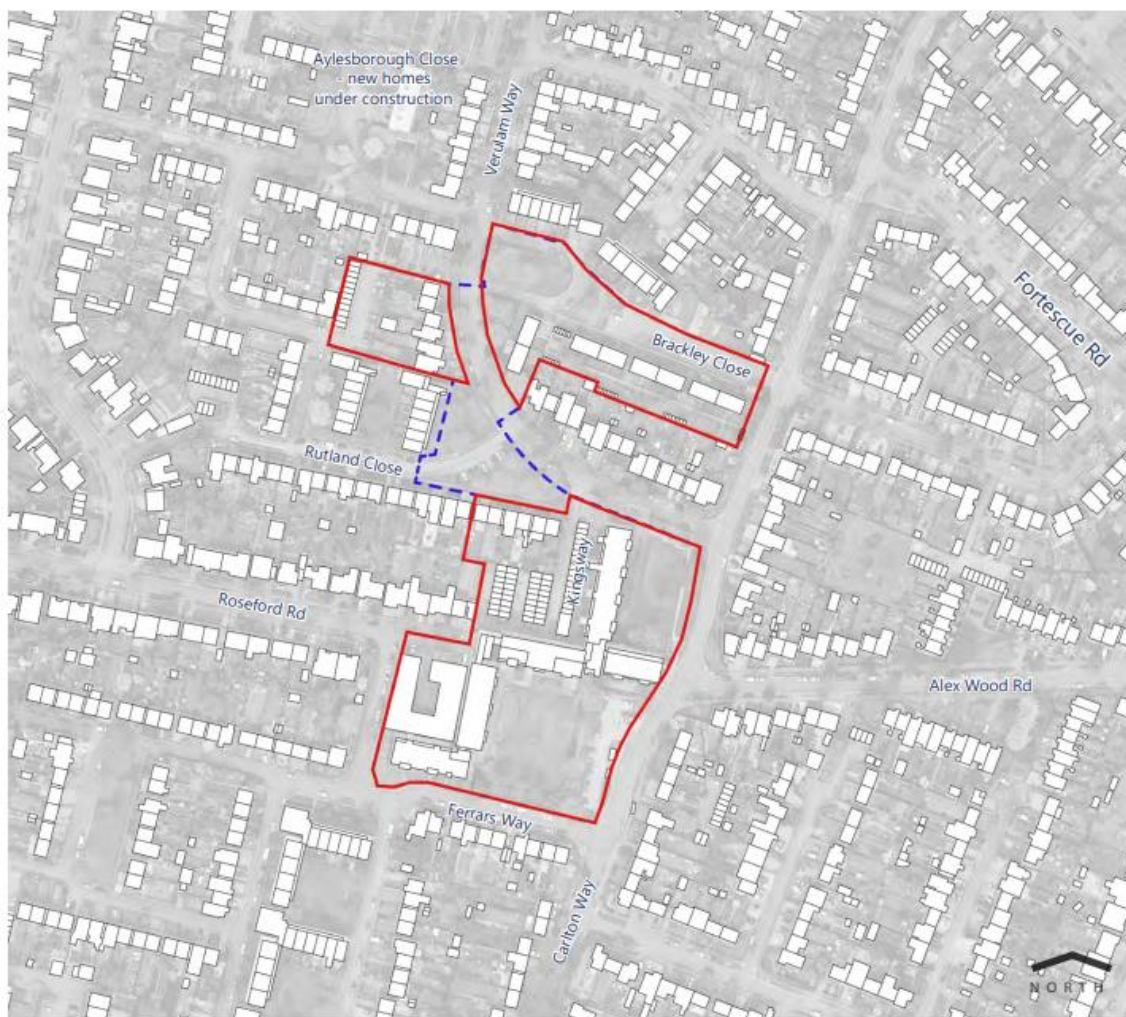 Aylesborough Close
- new homes
under construction
Verulam Way
Fortescue Rd
Brackley Close
Rutland Close
Kingsway
Roseford Rd
Alex Wood Rd
Ferrars Way
Carlton Way
NORTH